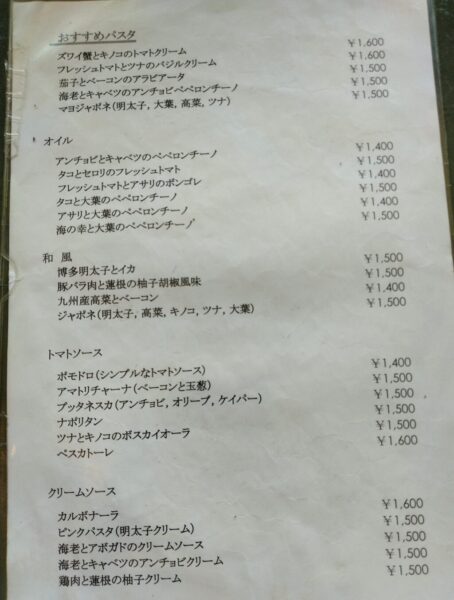 おすすめパスタ
ズワイ蟹とキノコのトマトクリーム ¥1,600
フレッシュトマトとツナのバジルクリーム ¥1,600
茄子とベーコンのアラビアータ ¥1,500
海老とキャベツのアンチョビペペロンチーノ ¥1,500
マヨジャポネ(明太子, 大葉, 高菜, ツナ) ¥1,500
オイル
アンチョビとキャベツのペペロンチーノ ¥1,400
タコとセロリのフレッシュトマト ¥1,500
フレッシュトマトとアサリのボンゴレ ¥1,400
タコと大葉のペペロンチーノ ¥1,500
アサリと大葉のペペロンチーノ ¥1,400
海の幸と大葉のペペロンチーノ ¥1,500
和 風
博多明太子とイカ ¥1,500
豚バラ肉と蓮根の柚子胡椒風味 ¥1,500
九州産高菜とベーコン ¥1,400
ジャポネ(明太子, 高菜, キノコ, ツナ, 大葉) ¥1,500
トマトソース
ポモドロ(シンプルなトマトソース) ¥1,400
アマトリチャーナ(ベーコンと玉葱) ¥1,500
プッタネスカ(アンチョビ, オリーブ, ケイパー) ¥1,500
ナポリタン ¥1,500
ツナとキノコのボスカイオーラ ¥1,500
ペスカトーレ ¥1,600
クリームソース
カルボナーラ ¥1,600
ピンクパスタ(明太子クリーム) ¥1,500
海老とアボガドのクリームソース ¥1,500
海老とキャベツのアンチョビクリーム ¥1,500
鶏肉と蓮根の柚子クリーム ¥1,500